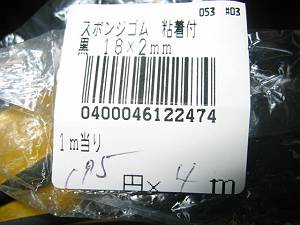 053 #03
スポンジゴム 粘着付
黒 18×2mm
0400046122474
1m当り
195
円× 4 m